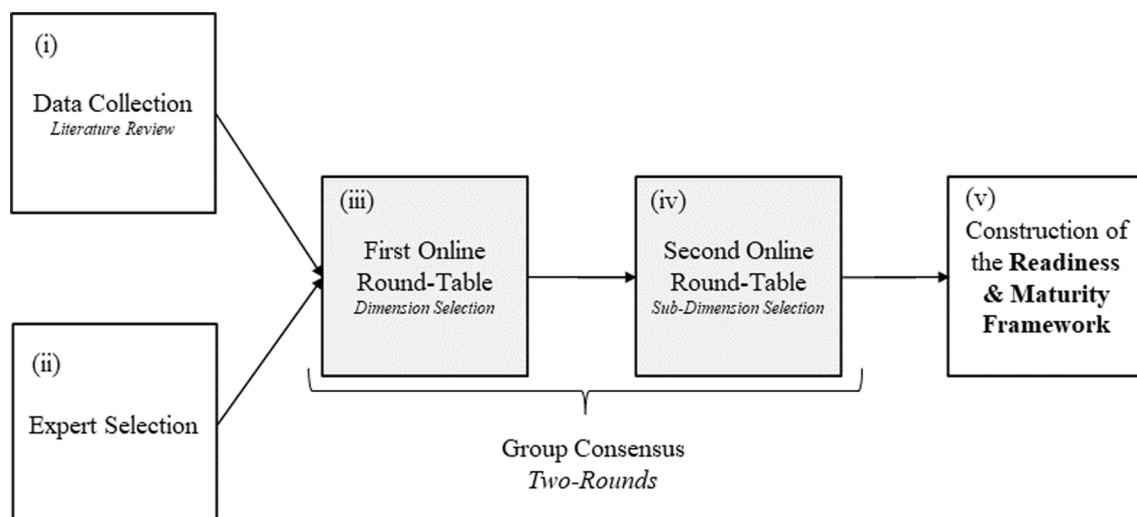 (i)
Data Collection
Literature Review
(ii)
Expert Selection
(iii)
First Online
Round-Table
Dimension Selection
(iv)
Second Online
Round-Table
Sub-Dimension Selection
(v)
Construction of
the Readiness
& Maturity
Framework
Group Consensus
Two-Rounds